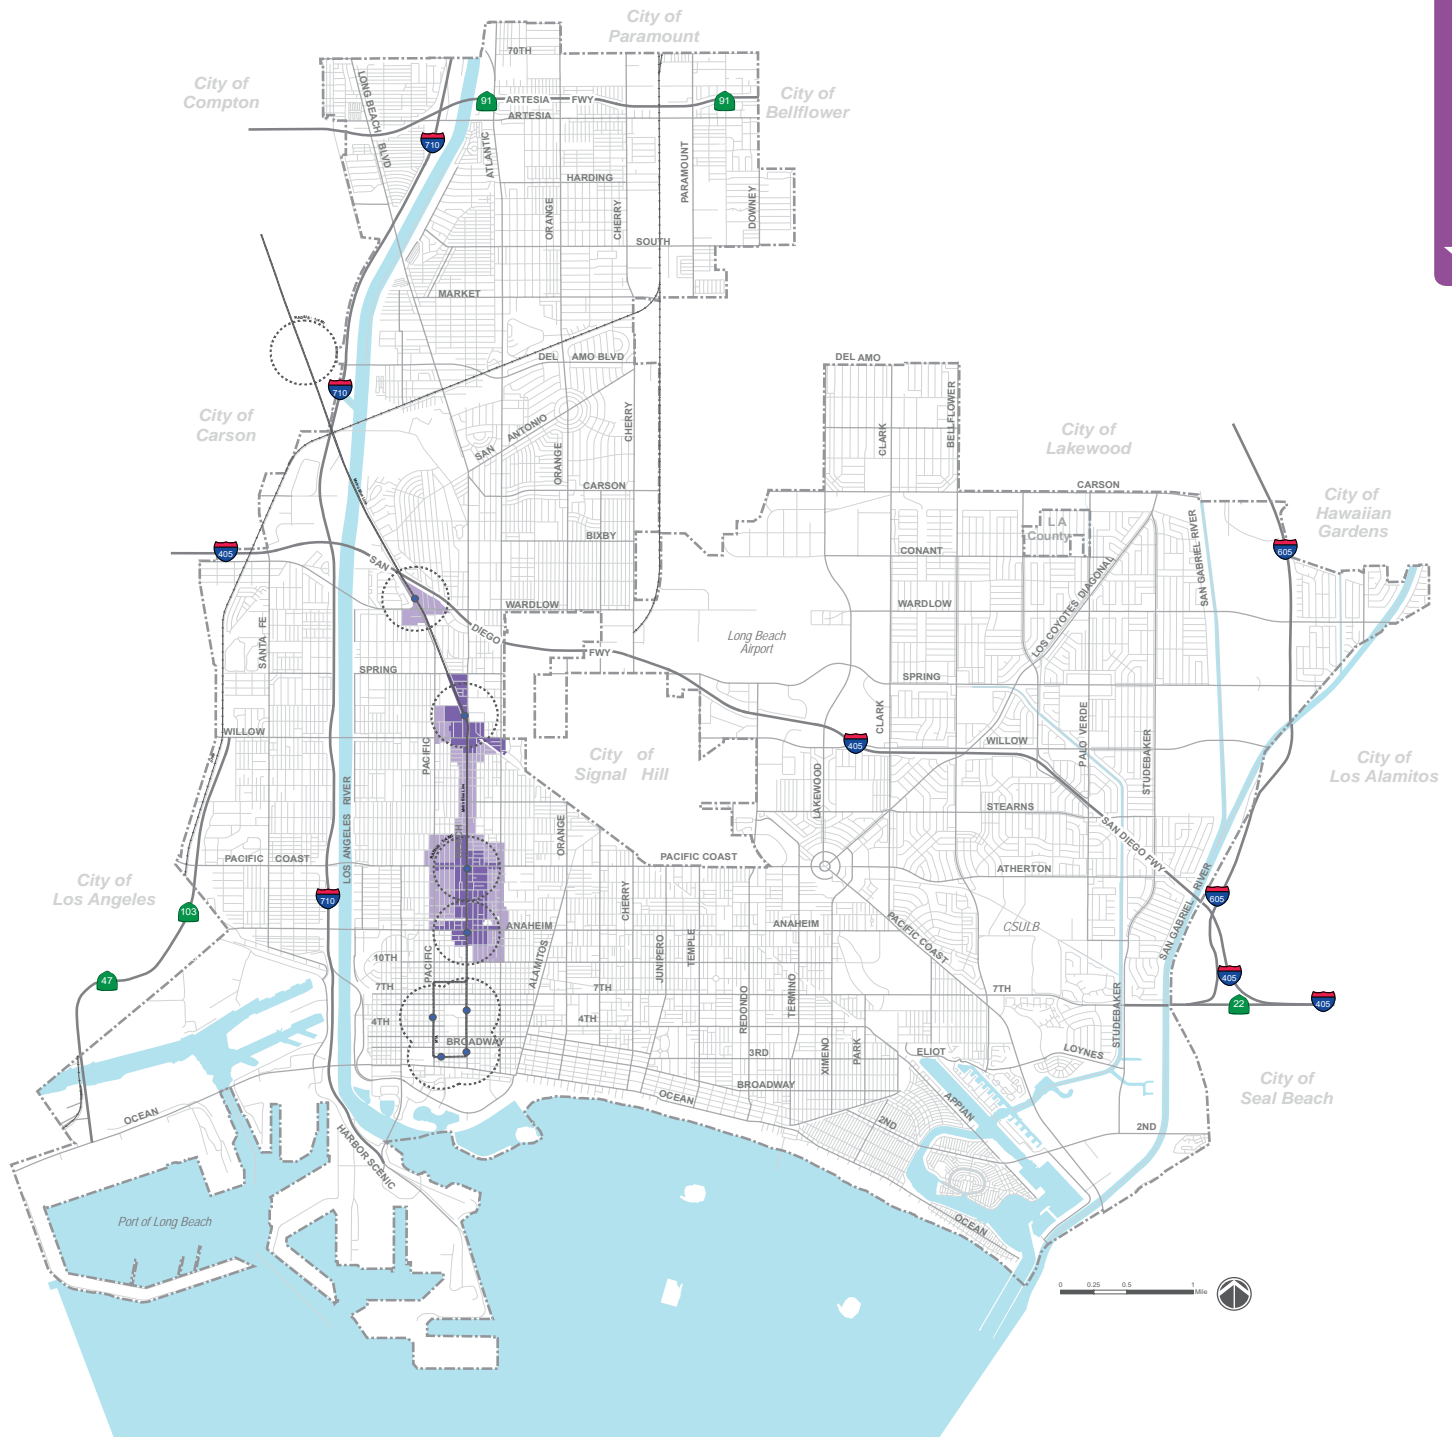 City of
Paramount
70TH
City of
Compton
LONG BEACH BLVD
City of
Bellflower
91
ARTESIA FWY
91
ARTESIA
710
ATLANTIC
PARAMOUNT
HARDING
ORANGE
CHERRY
DOWNEY
SOUTH
MARKET
DEL AMO BLVD
DEL AMO
710
City of
Carson
SAN ANTONIO
ORANGE
CHERRY
CLARK
BELLFLOWER
City of
Lakewood
CARSON
CARSON
City of
Hawaiian
Gardens
LA
County
BIXBY
CONANT
SAN GABRIEL RIVER
405
605
SAN DIEGO FWY
WARDLOW
WARDLOW
LOS COYOTES DIAGONAL
SANTA FE
Long Beach
Airport
SPRING
SPRING
WILLOW
PACIFIC
CLARK
PALO VERDE
WILLOW
STUDEBAKER
405
City of
Signal Hill
City of
Los Alamitos
LOS ANGELES RIVER
LAKEWOOD
STEARNS
SAN DIEGO FWY
ORANGE
PACIFIC COAST
PACIFIC COAST
ATHERTON
City of
Los Angeles
710
CHERRY
605
103
ANAHEIM
ANAHEIM
PACIFIC COAST
CSULB
SAN GABRIEL RIVER
10TH
PACIFIC
ALAMITOS
JUNIPERO
TEMPLE
47
7TH
7TH
REDONDO
TERMINO
7TH
405
22
405
4TH
4TH
STUDEBAKER
BROADWAY
3RD
XIMENO
PARK
ELIOT
LOYNES
City of
Seal Beach
BROADWAY
OCEAN
APPIAN
OCEAN
HARBOR SCENIC
2ND
2ND
Port of Long Beach
OCEAN
0 0.25 0.5 1
Mile